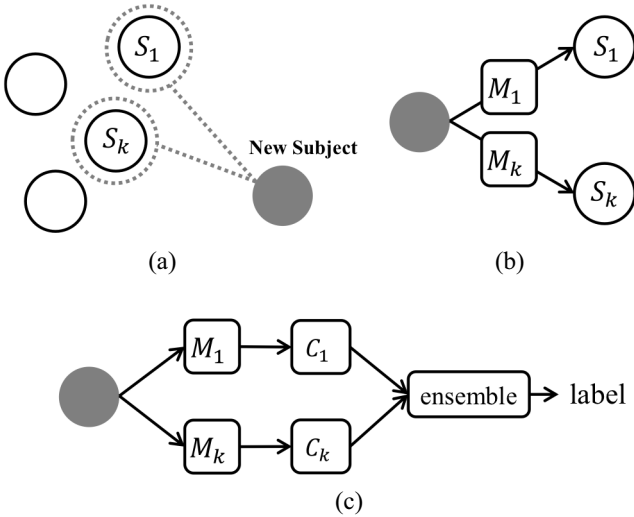 S₁
Sₖ
New Subject
(a)
M₁
S₁
Mₖ
Sₖ
(b)
M₁ C₁
ensemble label
Mₖ Cₖ
(c)